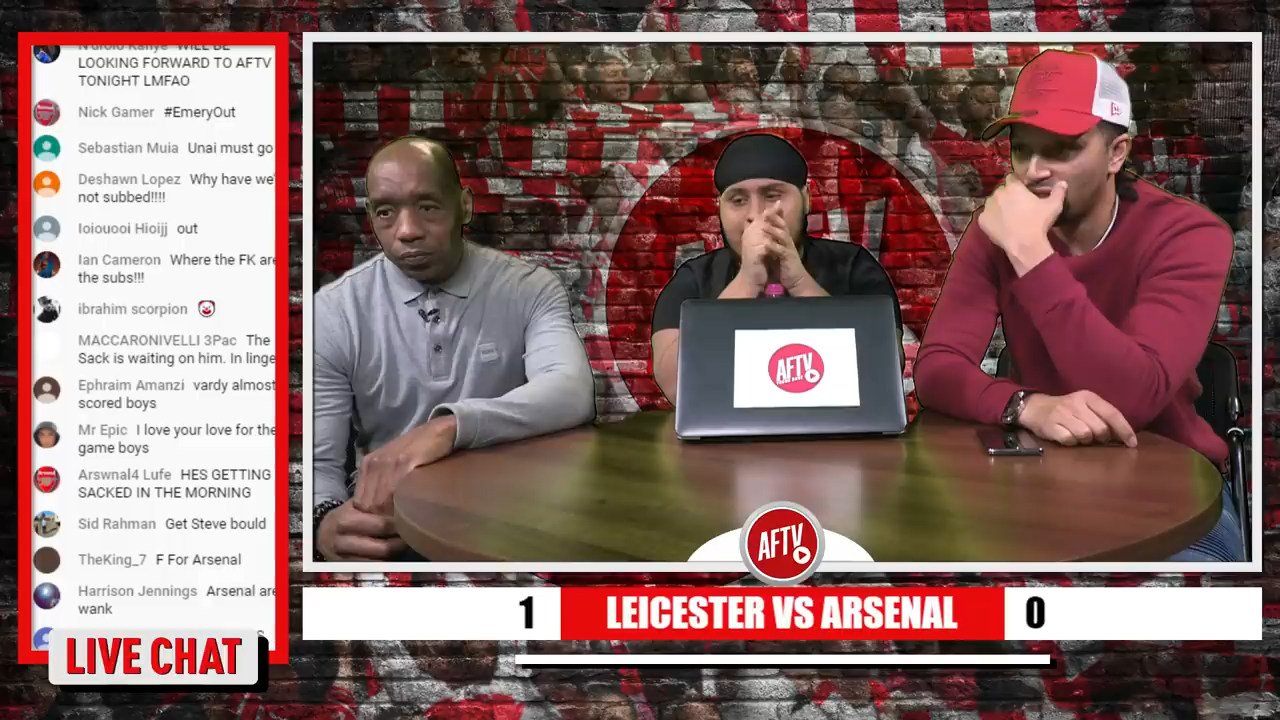 WILL BE
LOOKING FORWARD TO AFTV
TONIGHT LMFAO
Nick Gamer #EmeryOut
Sebastian Muia Unai must go
Deshawn Lopez Why have we'
not subbed!!!!
Ioiouooi Hioijj out
Ian Cameron Where the FK are
the subs!!!
ibrahim scorpion
MACCARONIVELLI 3Pac The
Sack is waiting on him. In linge
Ephraim Amanzi vardy almost
scored boys
Mr Epic I love your love for the
game boys
Arswnal4 Lufe HES GETTING
SACKED IN THE MORNING
Sid Rahman Get Steve bould
TheKing_7 F For Arsenal
Harrison Jennings Arsenal are
wank
LIVE CHAT
AFTV
AFTV
1 LEICESTER VS ARSENAL 0